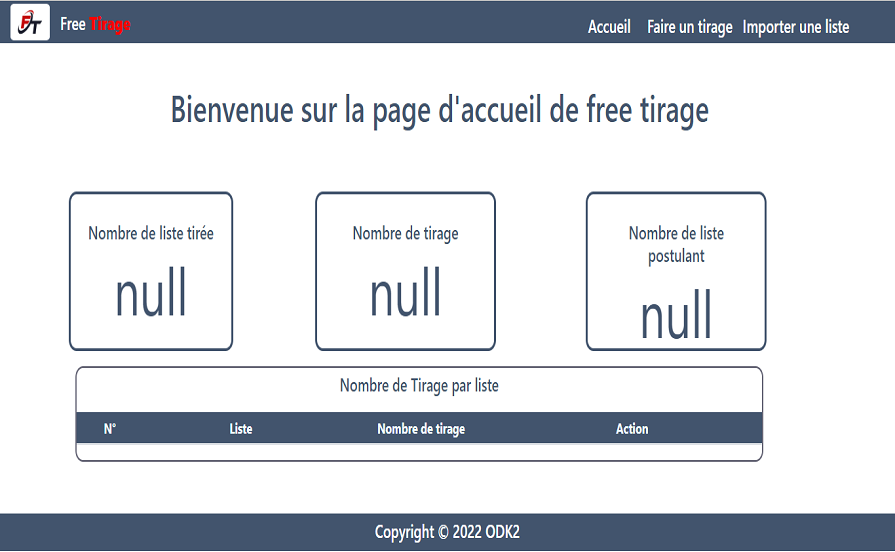 FT
Free Tirage
Accueil Faire un tirage Importer une liste
Bienvenue sur la page d'accueil de free tirage
Nombre de liste tirée
null
Nombre de tirage
null
Nombre de liste
postulant
null
Nombre de Tirage par liste
N° Liste Nombre de tirage Action
Copyright © 2022 ODK2